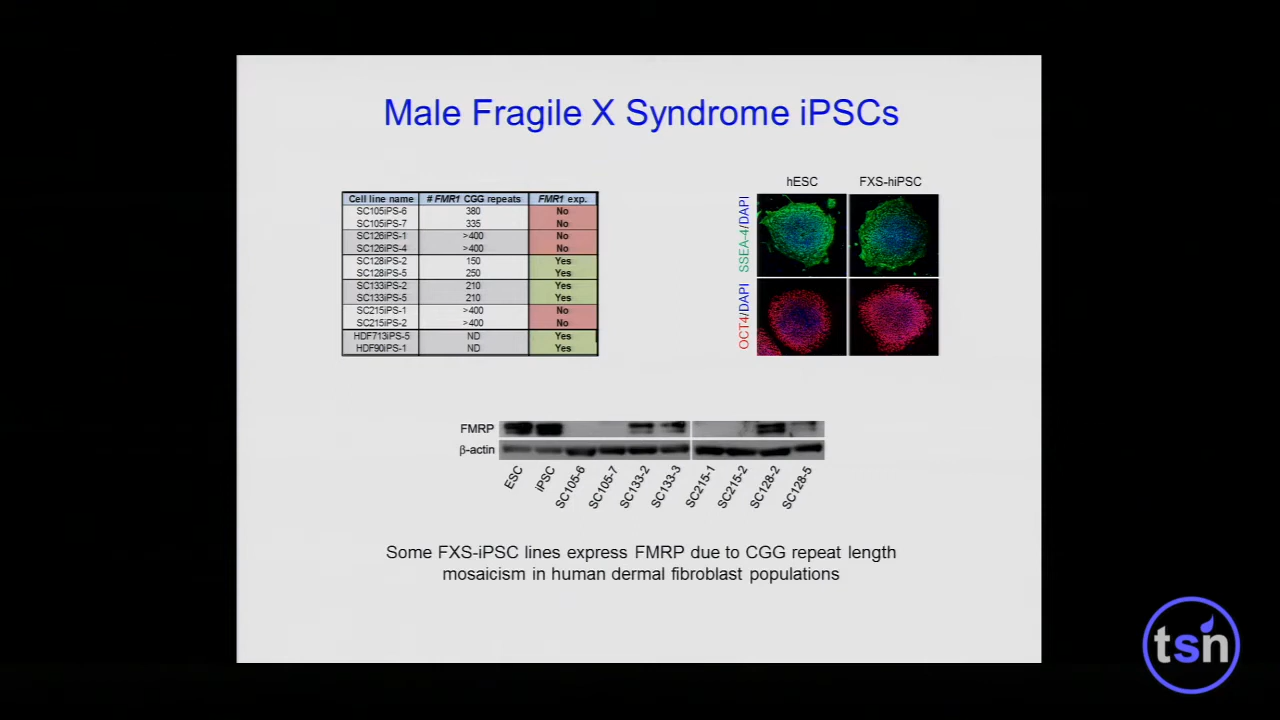 Male Fragile X Syndrome iPSCs
Cell line name # FMR1 CGG repeats FMR1 exp.
SC105iPS-6 380 No
SC105iPS-7 335 No
SC126iPS-1 >400 No
SC126iPS-4 >400 No
SC128iPS-2 150 Yes
SC128iPS-5 250 Yes
SC133iPS-2 210 Yes
SC133iPS-5 210 Yes
SC215iPS-1 >400 No
SC215iPS-2 >400 No
HDF713iPS-5 ND Yes
HDF90iPS-1 ND Yes
hESC FXS-hiPSC
SSEA-4/DAPI
OCT4/DAPI
FMRP
β-actin
ESC iPSC SC105-6 SC105-7 SC133-2 SC133-3 SC215-1 SC215-2 SC128-2 SC128-5
Some FXS-iPSC lines express FMRP due to CGG repeat length
mosaicism in human dermal fibroblast populations
tsn